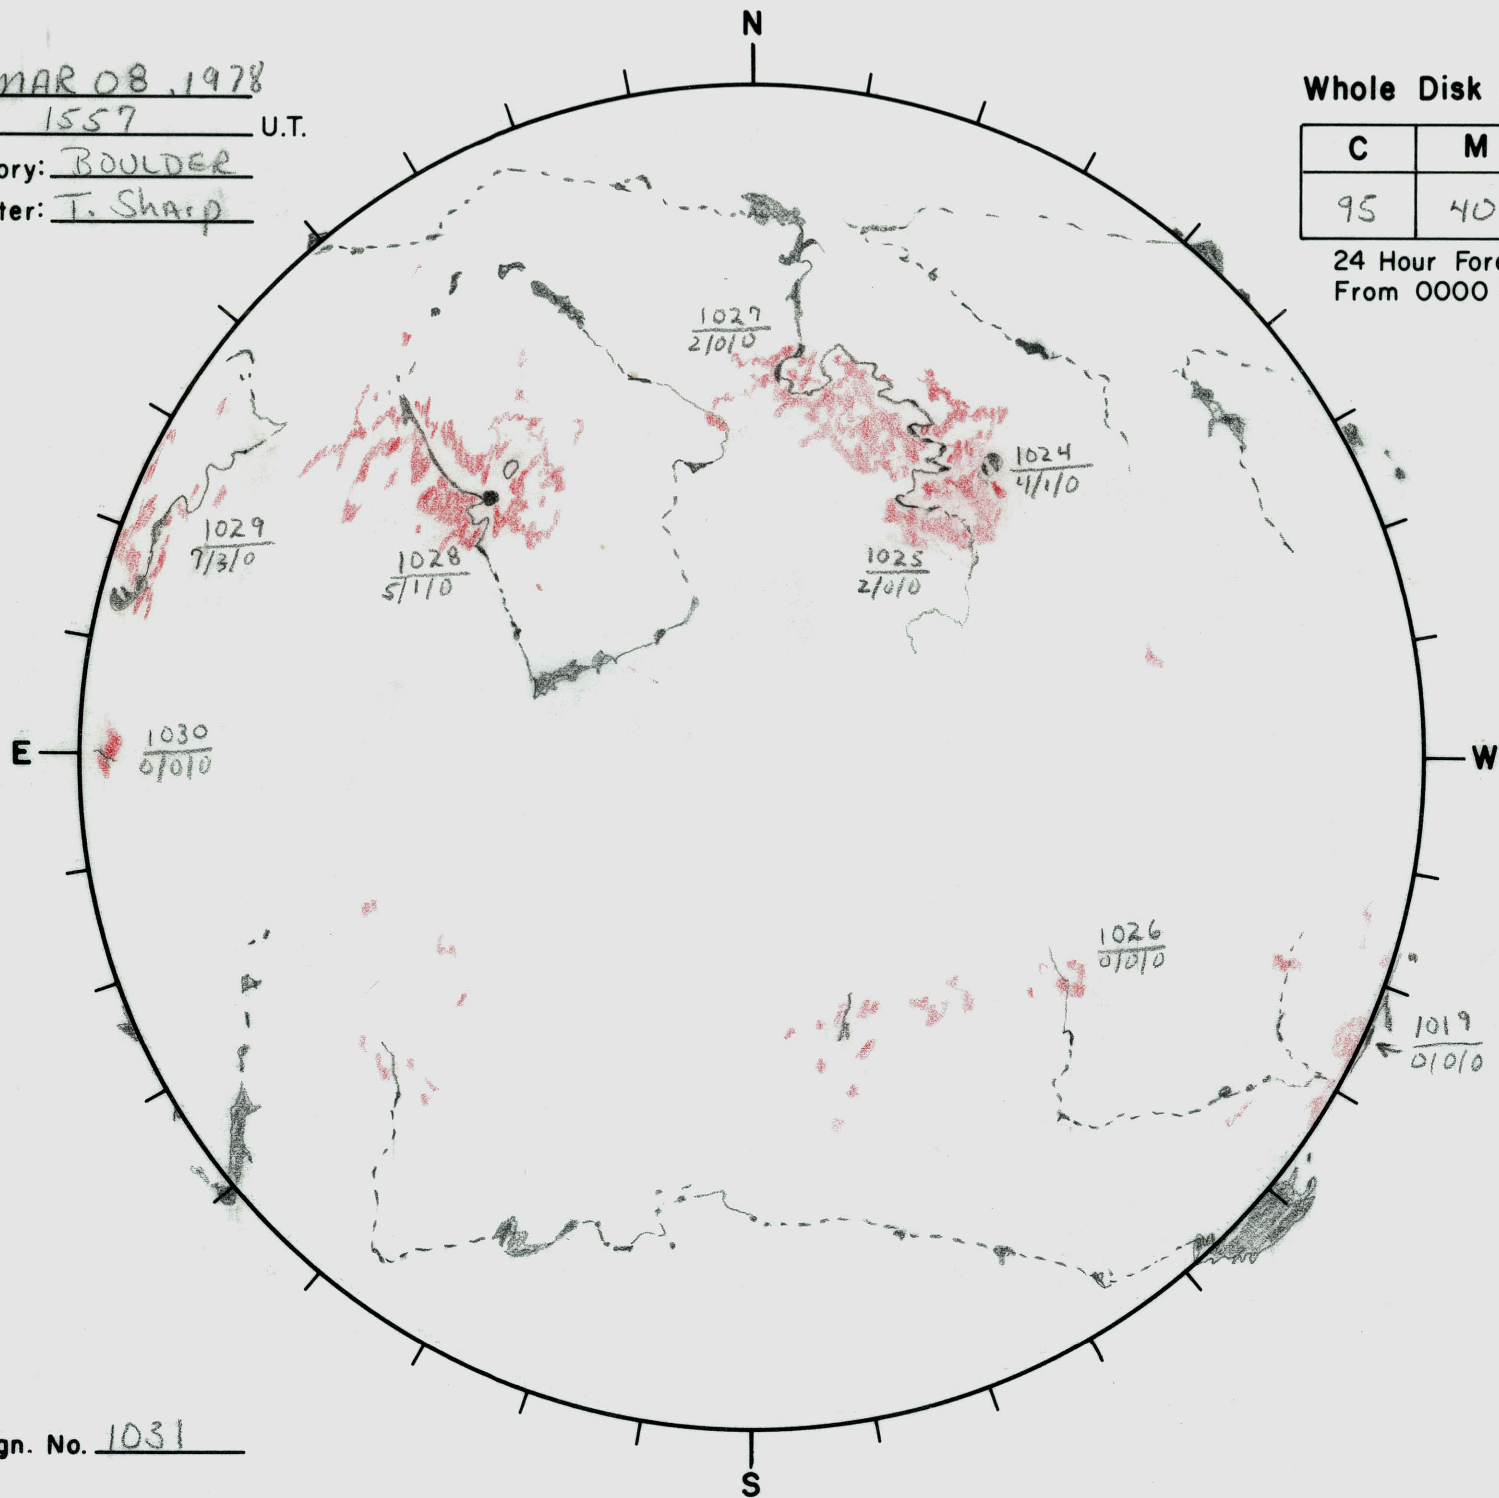 N
MAR 08, 1978
1557 U.T.
ory: BOULDER
ter: T. Sharp
Whole Disk
C M
95 40
24 Hour Fore
From 0000
1027
2/0/0
1024
4/1/0
1029
7/3/0
1028
5/1/0
1025
2/0/0
E
1030
0/0/0
W
1026
0/0/0
1019
0/0/0
gn. No. 1031
S